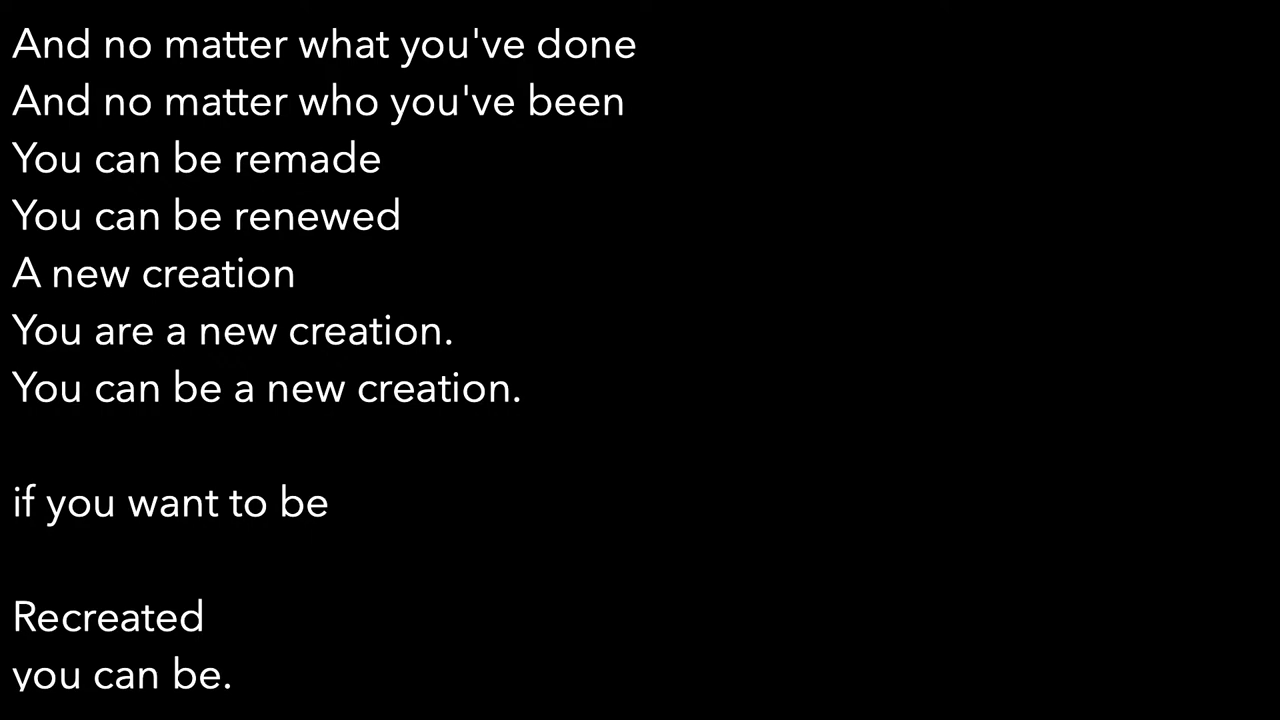 And no matter what you've done
And no matter who you've been
You can be remade
You can be renewed
A new creation
You are a new creation.
You can be a new creation.
if you want to be
Recreated
you can be.